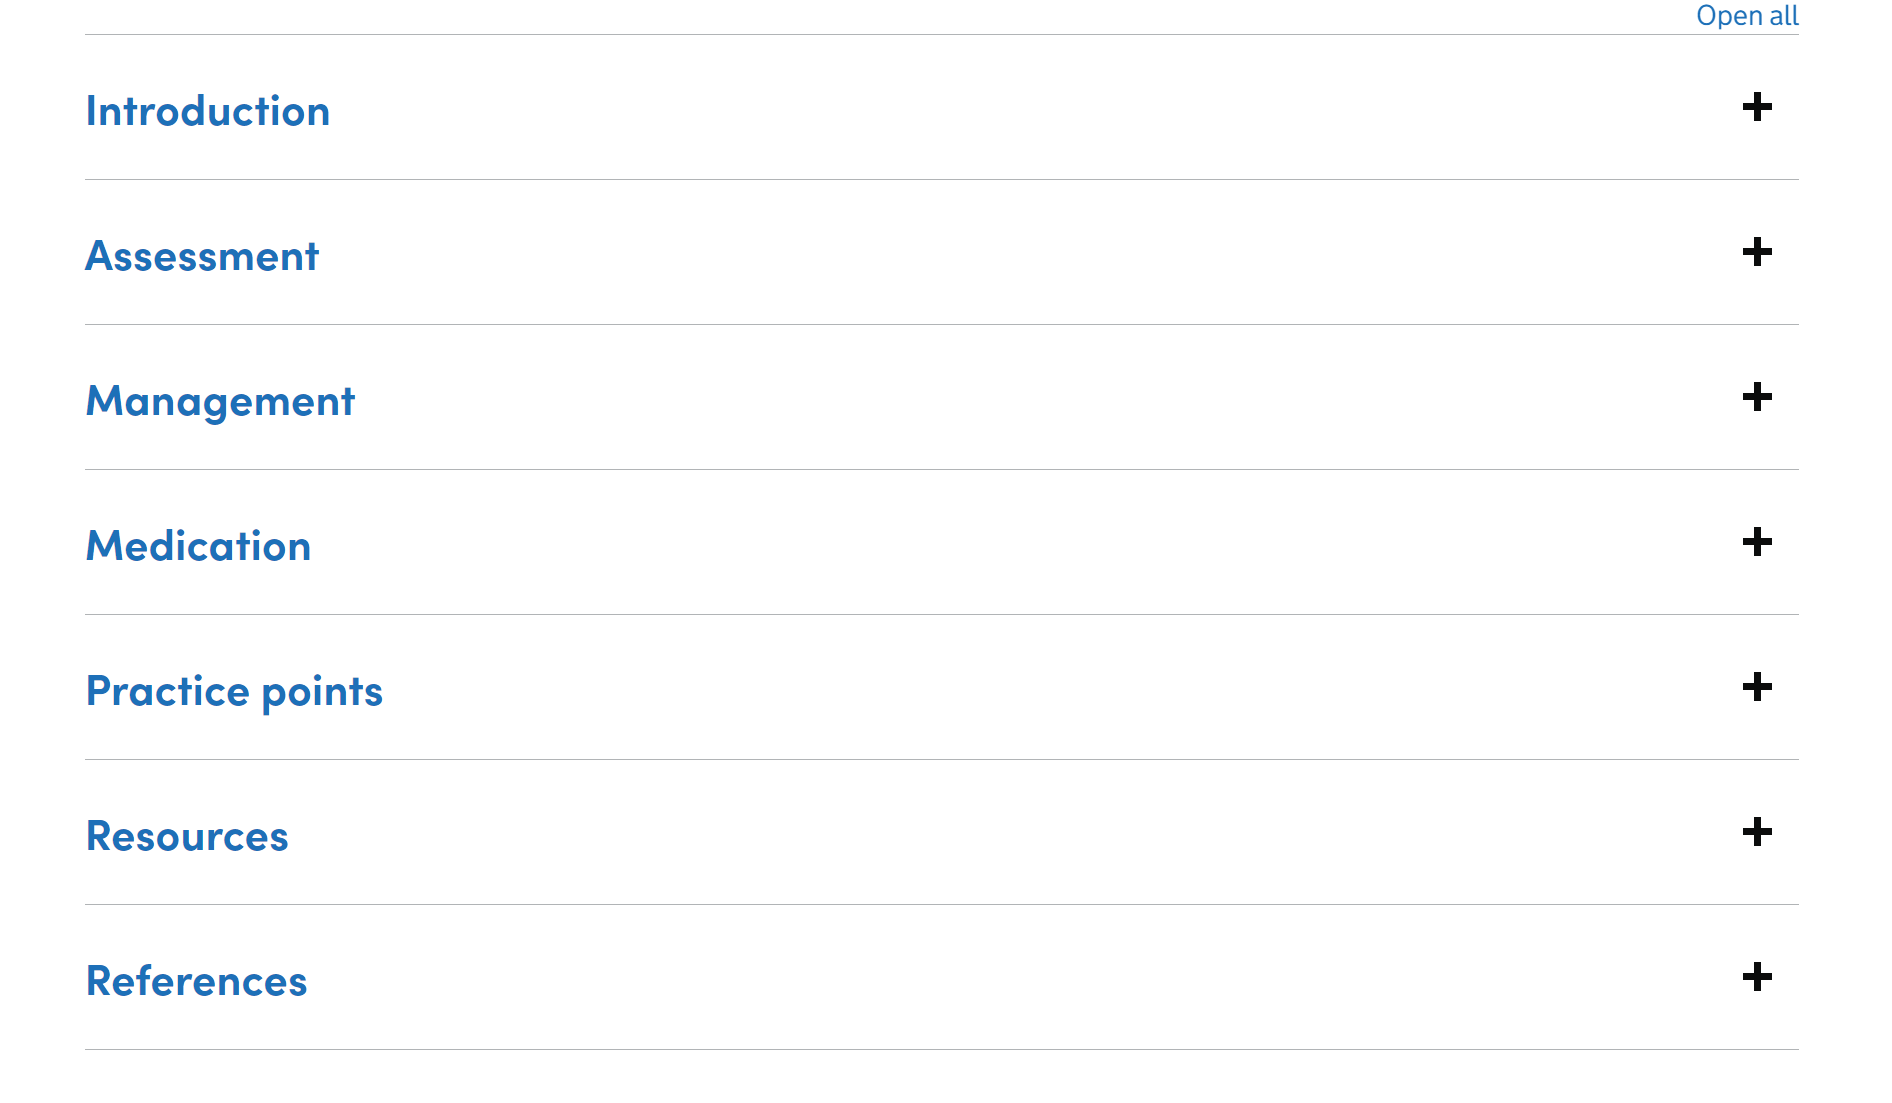 Open all
Introduction
Assessment
Management
Medication
Practice points
Resources
References